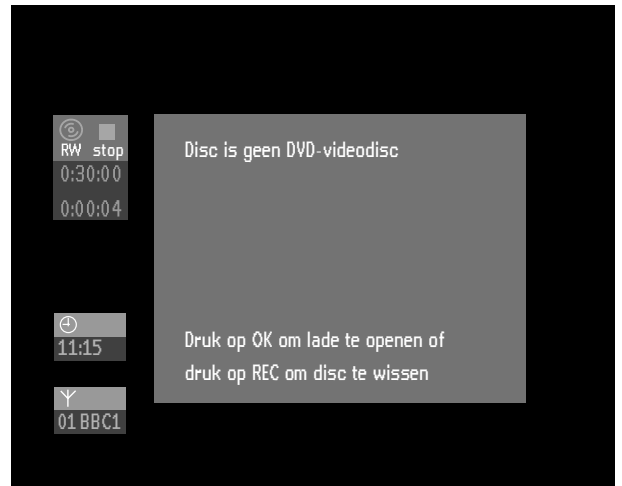 RW stop
0:30:00
0:00:04
Disc is geen DVD-videodisc
11:15
Druk op OK om lade te openen of
druk op REC om disc te wissen
01 BBC1